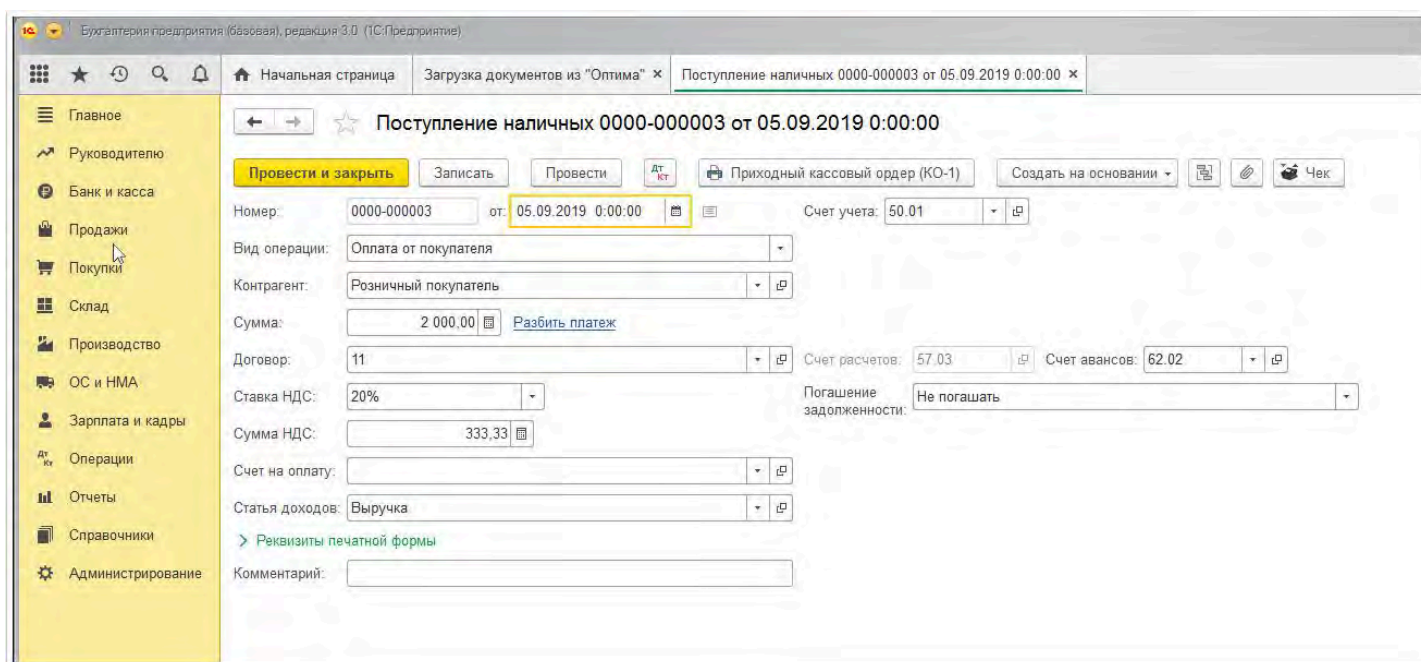 1С Бухгалтерия предприятия (базовая), редакция 3.0 (1С:Предприятие)
Начальная страница Загрузка документов из "Оптима" × Поступление наличных 0000-000003 от 05.09.2019 0:00:00 ×
Главное
Поступление наличных 0000-000003 от 05.09.2019 0:00:00
Руководителю
Провести и закрыть Записать Провести Дт Кт Приходный кассовый ордер (КО-1) Создать на основании Чек
Банк и касса
Номер: 0000-000003 от: 05.09.2019 0:00:00 Счет учета: 50.01
Продажи
Вид операции: Оплата от покупателя
Покупки
Контрагент: Розничный покупатель
Склад
Сумма: 2 000,00 Разбить платеж
Производство
Договор: 11 Счет расчетов: 57.03 Счет авансов: 62.02
ОС и НМА
Ставка НДС: 20% Погашение задолженности: Не погашать
Зарплата и кадры
Сумма НДС: 333,33
Дт Кт Операции
Счет на оплату:
Отчеты
Статья доходов: Выручка
Справочники
Реквизиты печатной формы
Администрирование
Комментарий: